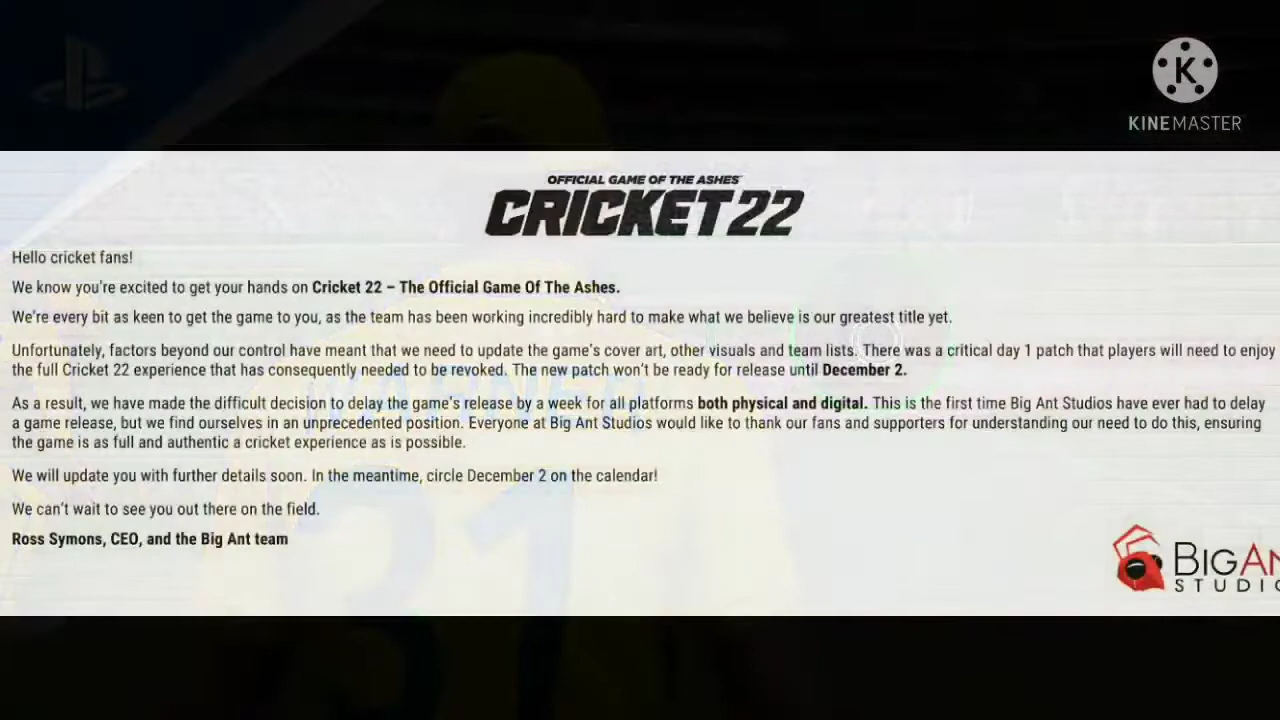 KINEMASTER
OFFICIAL GAME OF THE ASHES
CRICKET 22
Hello cricket fans!
We know you're excited to get your hands on Cricket 22 – The Official Game Of The Ashes.
We're every bit as keen to get the game to you, as the team has been working incredibly hard to make what we believe is our greatest title yet.
Unfortunately, factors beyond our control have meant that we need to update the game's cover art, other visuals and team lists. There was a critical day 1 patch that players will need to enjoy
the full Cricket 22 experience that has consequently needed to be revoked. The new patch won't be ready for release until December 2.
As a result, we have made the difficult decision to delay the game's release by a week for all platforms both physical and digital. This is the first time Big Ant Studios have ever had to delay
a game release, but we find ourselves in an unprecedented position. Everyone at Big Ant Studios would like to thank our fans and supporters for understanding our need to do this, ensuring
the game is as full and authentic a cricket experience as is possible.
We will update you with further details soon. In the meantime, circle December 2 on the calendar!
We can't wait to see you out there on the field.
Ross Symons, CEO, and the Big Ant team
BIGAN
STUDIO
WARNER
31